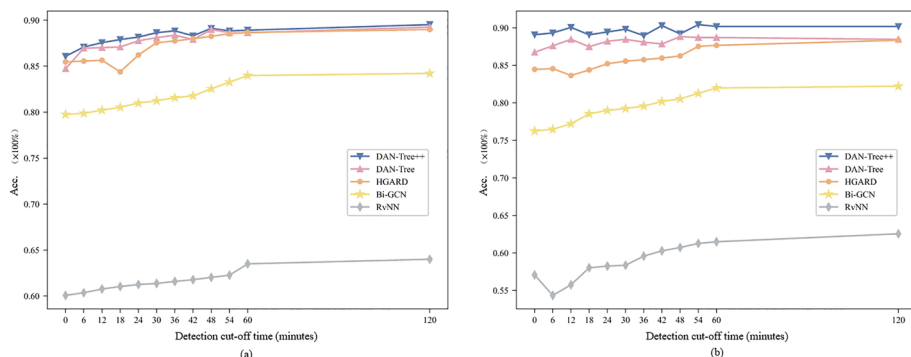 0.90
0.85
0.80
0.75
0.70
0.65
0.60
Acc. (×100%)
DAN-Tree++
DAN-Tree
HGARD
Bi-GCN
RvNN
0 6 12 18 24 30 36 42 48 54 60 120
Detection cut-off time (minutes)
(a)
0.90
0.85
0.80
0.75
0.70
0.65
0.60
0.55
Acc. (×100%)
DAN-Tree++
DAN-Tree
HGARD
Bi-GCN
RvNN
0 6 12 18 24 30 36 42 48 54 60 120
Detection cut-off time (minutes)
(b)